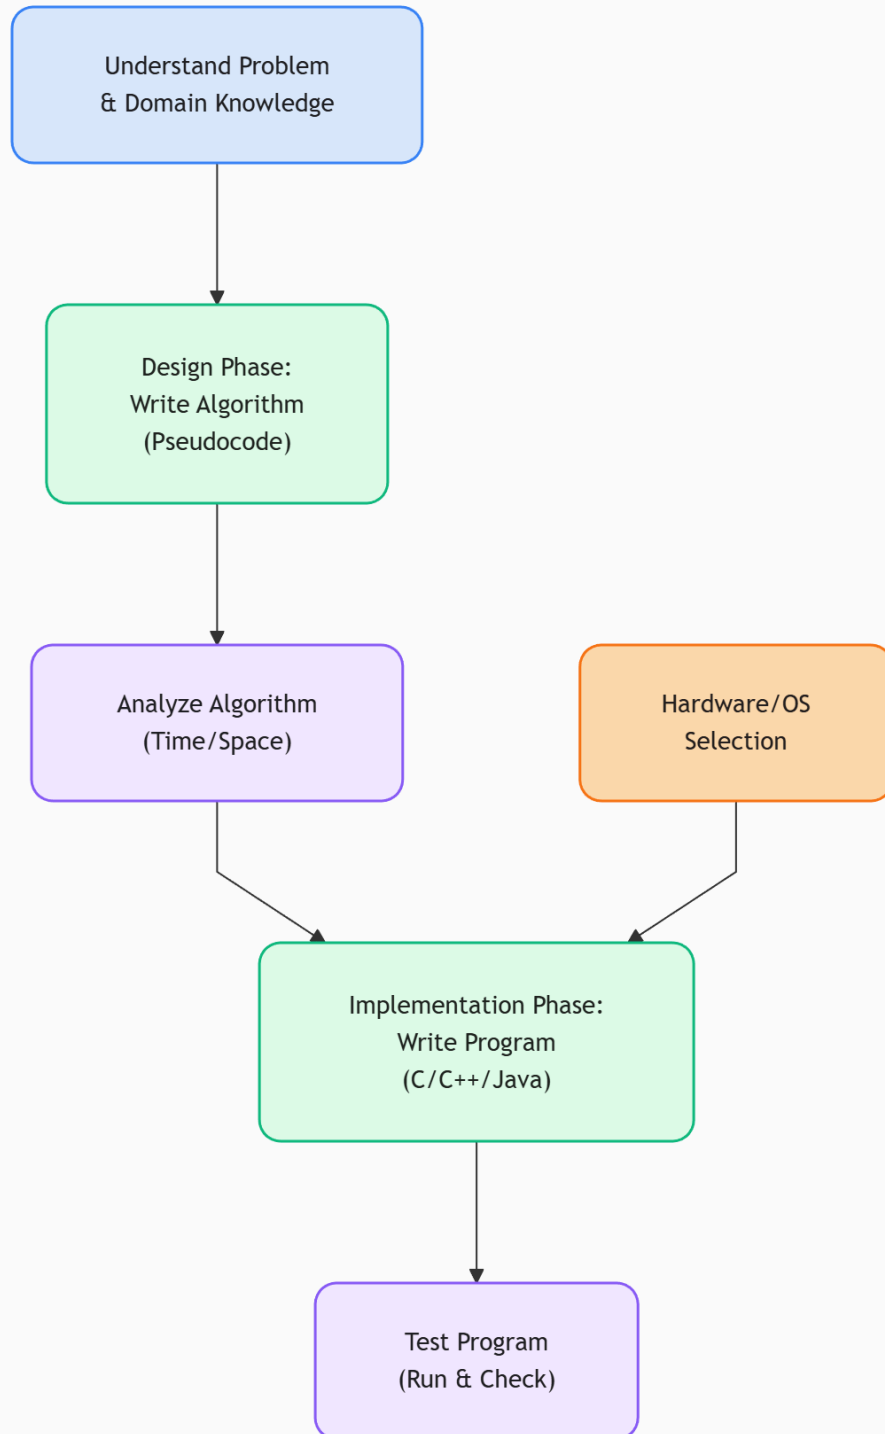 Understand Problem
& Domain Knowledge
Design Phase:
Write Algorithm
(Pseudocode)
Analyze Algorithm
(Time/Space)
Hardware/OS
Selection
Implementation Phase:
Write Program
(C/C++/Java)
Test Program
(Run & Check)